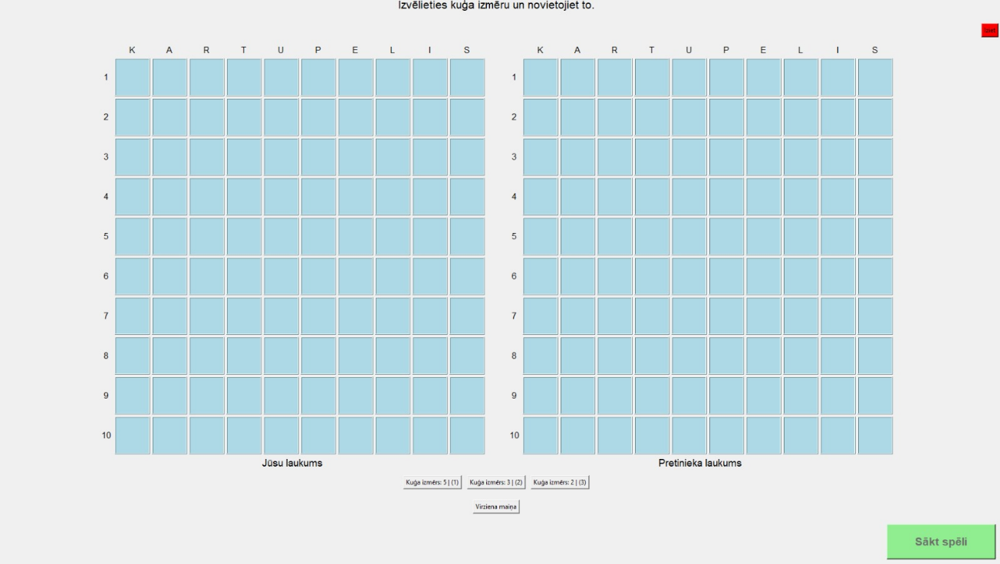 Izvēlieties kuģa izmēru un novietojiet to.
K A R T U P E L I S K A R T U P E L I S
1 1
2 2
3 3
4 4
5 5
6 6
7 7
8 8
9 9
10 10
Jūsu laukums Pretinieka laukums
Kuģa izmērs: 5 | (1) Kuģa izmērs: 3 | (2) Kuģa izmērs: 2 | (3)
Virziena maiņa
Sākt spēli